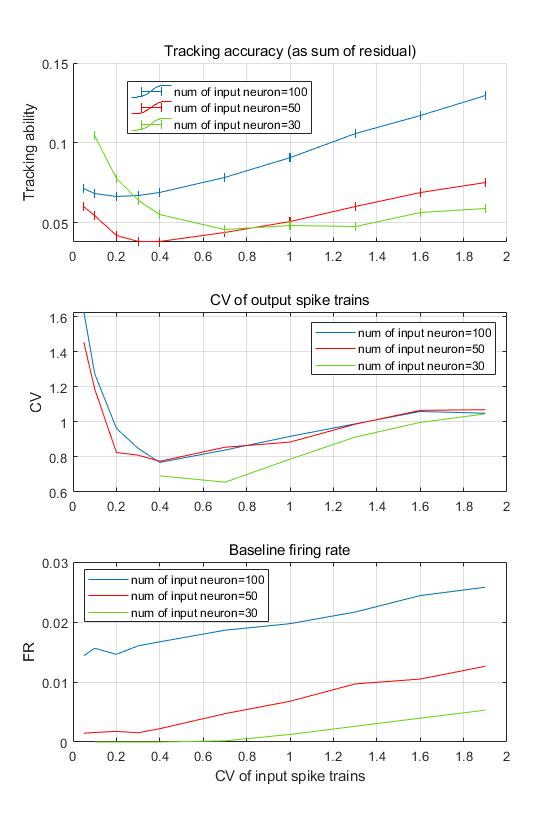 Tracking accuracy (as sum of residual)
0.15
num of input neuron=100
num of input neuron=50
num of input neuron=30
0.1
Tracking ability
0.05
0 0.2 0.4 0.6 0.8 1 1.2 1.4 1.6 1.8 2
CV of output spike trains
1.6
num of input neuron=100
num of input neuron=50
num of input neuron=30
1.4
1.2
CV
1
0.8
0.6
0 0.2 0.4 0.6 0.8 1 1.2 1.4 1.6 1.8 2
Baseline firing rate
0.03
num of input neuron=100
num of input neuron=50
num of input neuron=30
0.02
FR
0.01
0
0 0.2 0.4 0.6 0.8 1 1.2 1.4 1.6 1.8 2
CV of input spike trains